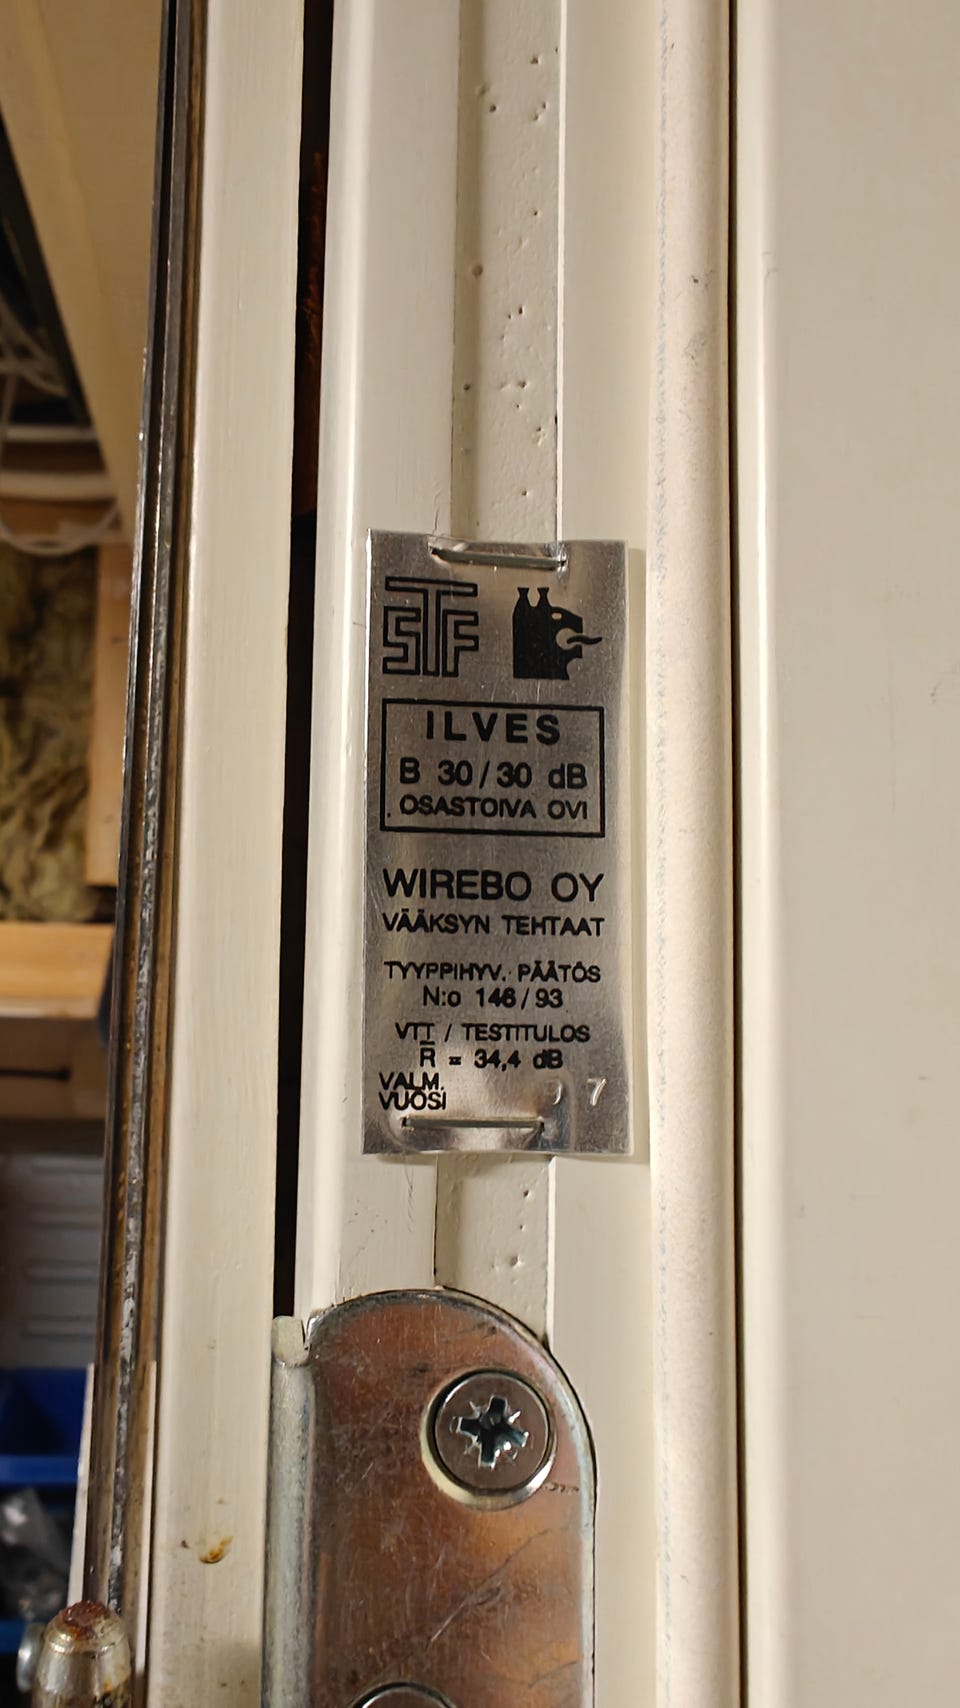 STF
ILVES
B 30/30 dB
OSASTOIVA OVI
WIREBO OY
VÄÄKSYN TEHTAAT
TYYPPIHYV. PÄÄTÖS
N:o 146/93
VTT / TESTITULOS
R̅ = 34,4 dB
VALM. 
VUOSI 97